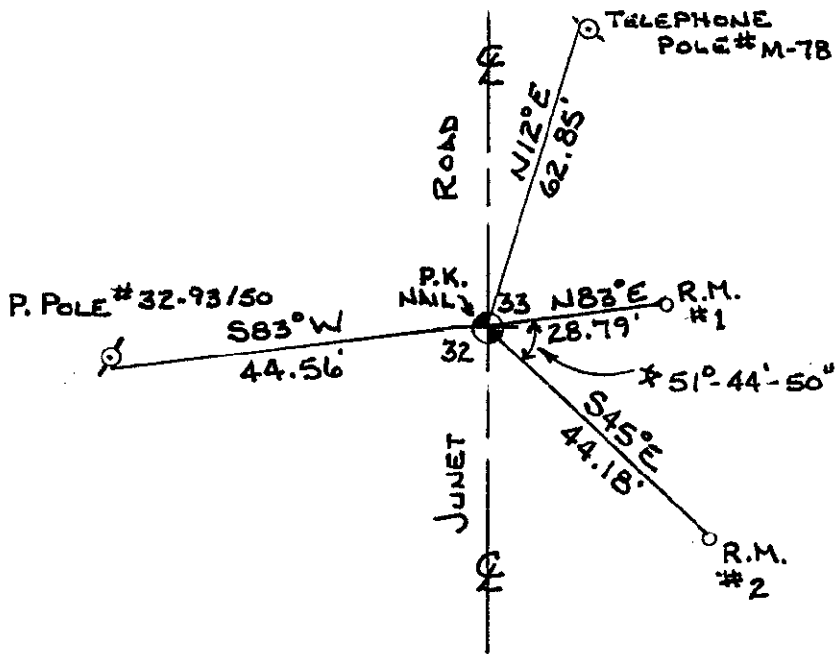 TELEPHONE
POLE # M-78
℄
ROAD
N12°E
62.85'
P.K.
NAIL
33
N83°E
28.79'
R.M.
#1
P. POLE # 32-93/50
S83°W
44.56'
32
∡ 51°-44'-50"
S45°E
44.18'
JUNET
℄
R.M.
#2